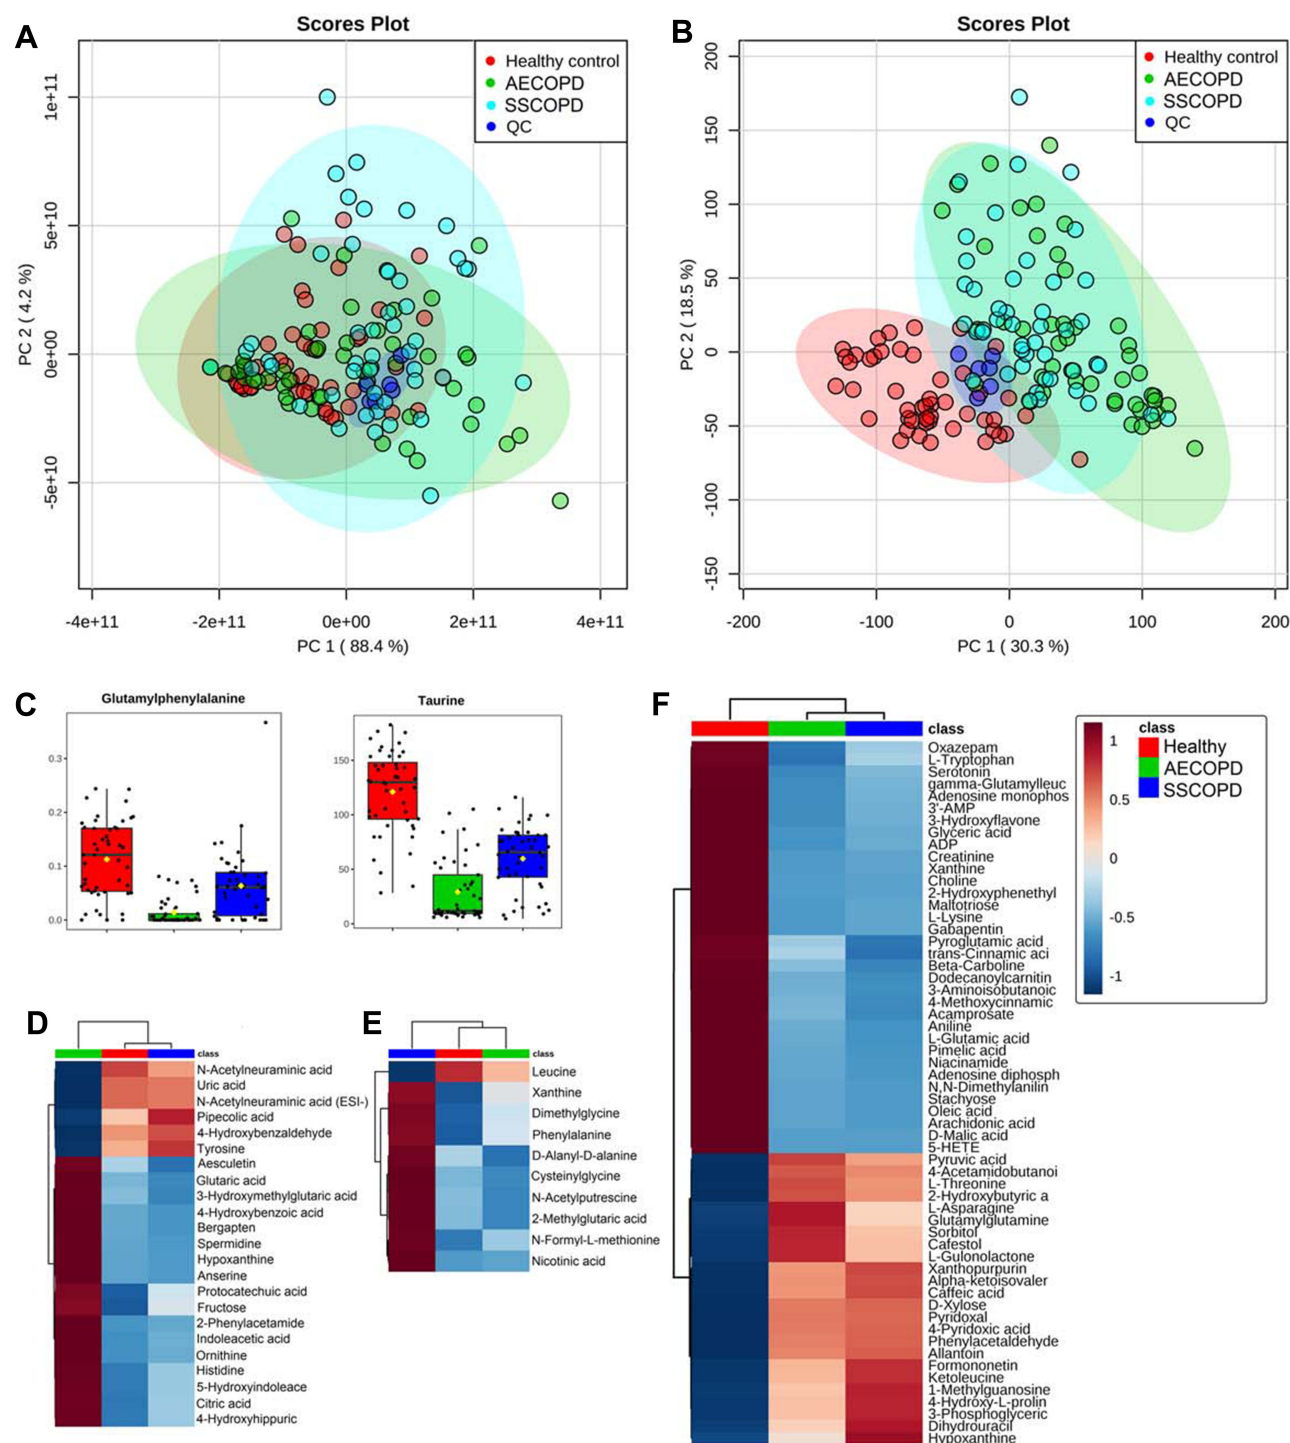 A
Scores Plot
Healthy control
AECOPD
SSCOPD
QC
PC 2 ( 4.2 %)
1e+11
5e+10
0e+00
-5e+10
-4e+11
-2e+11
0e+00
2e+11
4e+11
PC 1 ( 88.4 %)
B
Scores Plot
Healthy control
AECOPD
SSCOPD
QC
PC 2 ( 18.5 %)
200
150
100
50
0
-50
-100
-150
-200
-100
0
100
200
PC 1 ( 30.3 %)
C
Glutamylphenylalanine
0.3
0.2
0.1
0.0
Taurine
150
100
50
0
D
class
N-Acetylneuraminic acid
Uric acid
N-Acetylneuraminic acid (ESI-)
Pipecolic acid
4-Hydroxybenzaldehyde
Tyrosine
Aesculetin
Glutaric acid
3-Hydroxymethylglutaric acid
4-Hydroxybenzoic acid
Bergapten
Spermidine
Hypoxanthine
Anserine
Protocatechuic acid
Fructose
2-Phenylacetamide
Indoleacetic acid
Ornithine
Histidine
5-Hydroxyindoleace
Citric acid
4-Hydroxyhippuric
E
class
Leucine
Xanthine
Dimethylglycine
Phenylalanine
D-Alanyl-D-alanine
Cysteinylglycine
N-Acetylputrescine
2-Methylglutaric acid
N-Formyl-L-methionine
Nicotinic acid
F
class
Oxazepam
L-Tryptophan
Serotonin
gamma-Glutamylleuc
Adenosine monophos
3'-AMP
3-Hydroxyflavone
Glyceric acid
ADP
Creatinine
Xanthine
Choline
2-Hydroxyphenethyl
Maltotriose
L-Lysine
Gabapentin
Pyroglutamic acid
trans-Cinnamic aci
Beta-Carboline
Dodecanoylcarnitin
3-Aminoisobutanoic
4-Methoxycinnamic
Acamprosate
Aniline
L-Glutamic acid
Pimelic acid
Niacinamide
Adenosine diphosph
N,N-Dimethylanilin
Stachyose
Oleic acid
Arachidonic acid
D-Malic acid
5-HETE
Pyruvic acid
4-Acetamidobutanoi
L-Threonine
2-Hydroxybutyric a
L-Asparagine
Glutamylglutamine
Sorbitol
Cafestol
L-Gulonolactone
Xanthopurpurin
Alpha-ketoisovaler
Caffeic acid
D-Xylose
Pyridoxal
4-Pyridoxic acid
Phenylacetaldehyde
Allantoin
Formononetin
Ketoleucine
1-Methylguanosine
4-Hydroxy-L-prolin
3-Phosphoglyceric
Dihydrouracil
Hypoxanthine
1
0.5
0
-0.5
-1
class
Healthy
AECOPD
SSCOPD